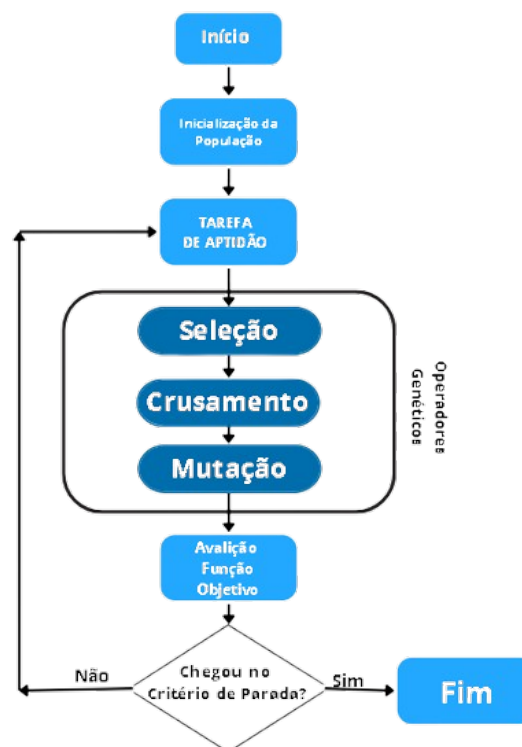 Início
Inicialização da
População
TAREFA
DE APTIDÃO
Seleção
Crusamento
Mutação
Operadores
Genéticos
Avalição
Função
Objetivo
Chegou no
Critério de Parada?
Não
Sim
Fim